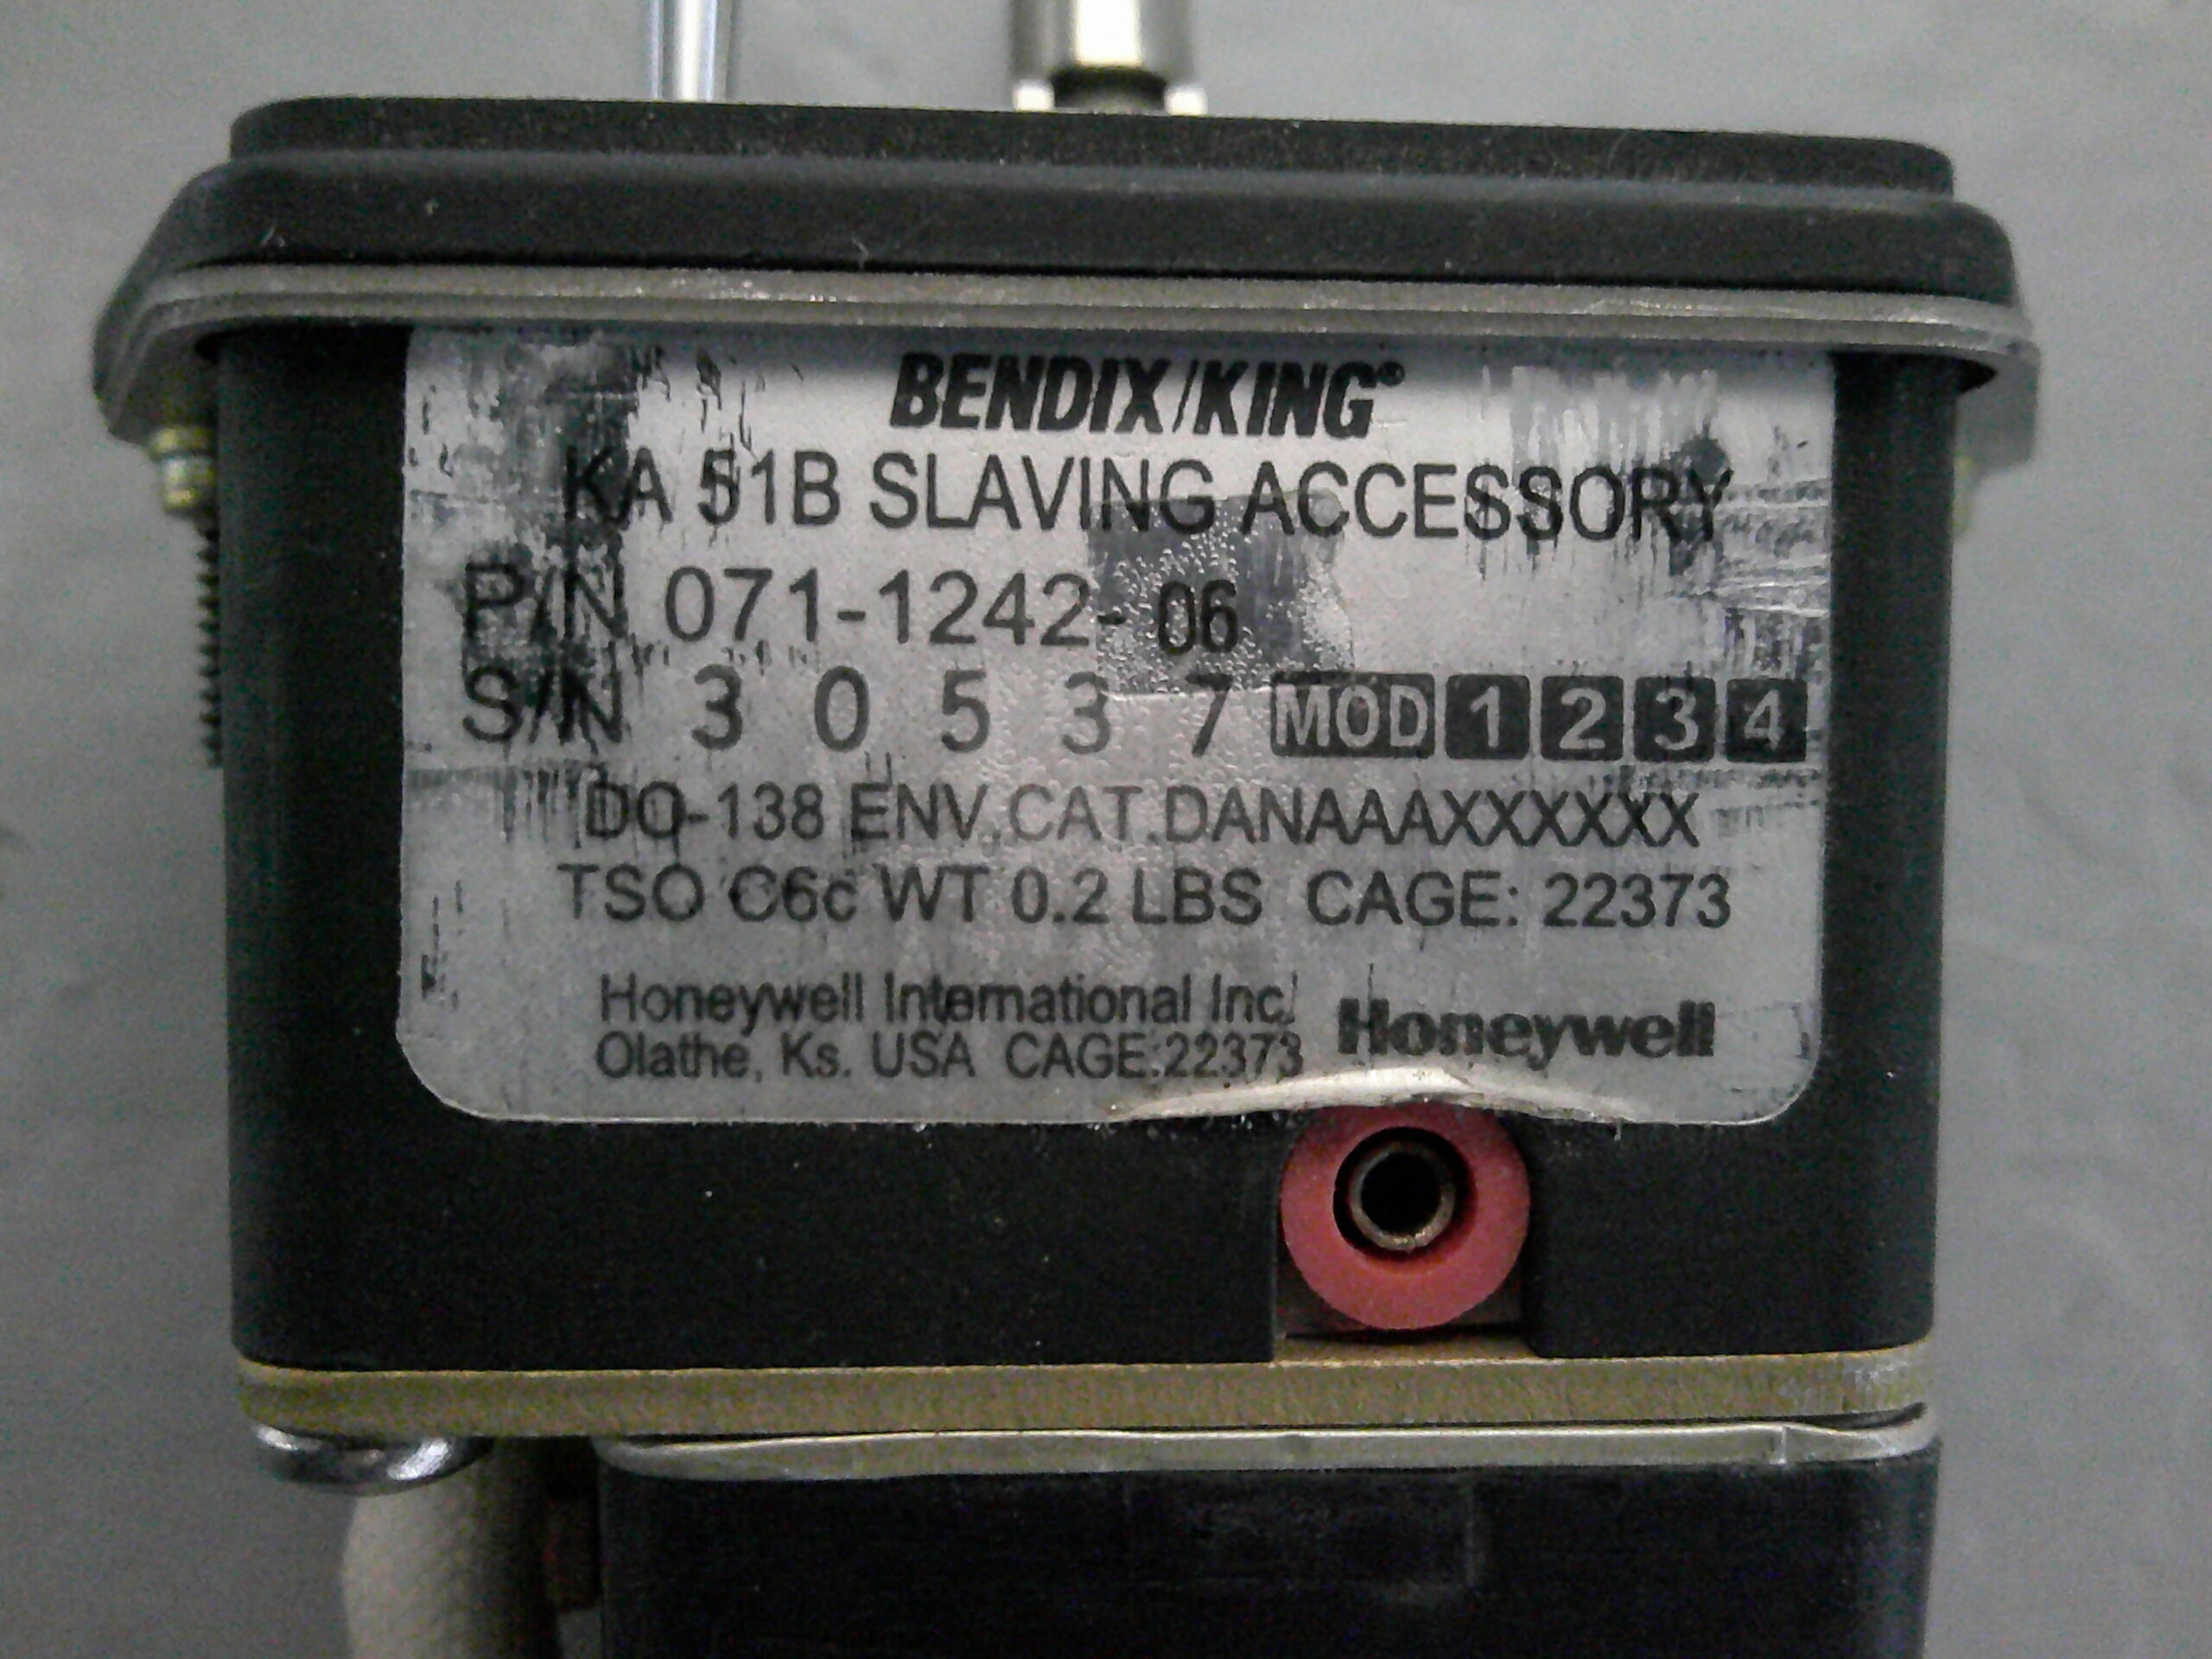 BENDIX/KING®
KA 51B SLAVING ACCESSORY
P/N 071-1242-06
S/N 3 0 5 3 7 MOD 1 2 3 4
DO-138 ENV.CAT.DANAAAXXXXXX
TSO C6c WT 0.2 LBS CAGE: 22373
Honeywell International Inc.
Olathe, Ks. USA CAGE:22373
Honeywell